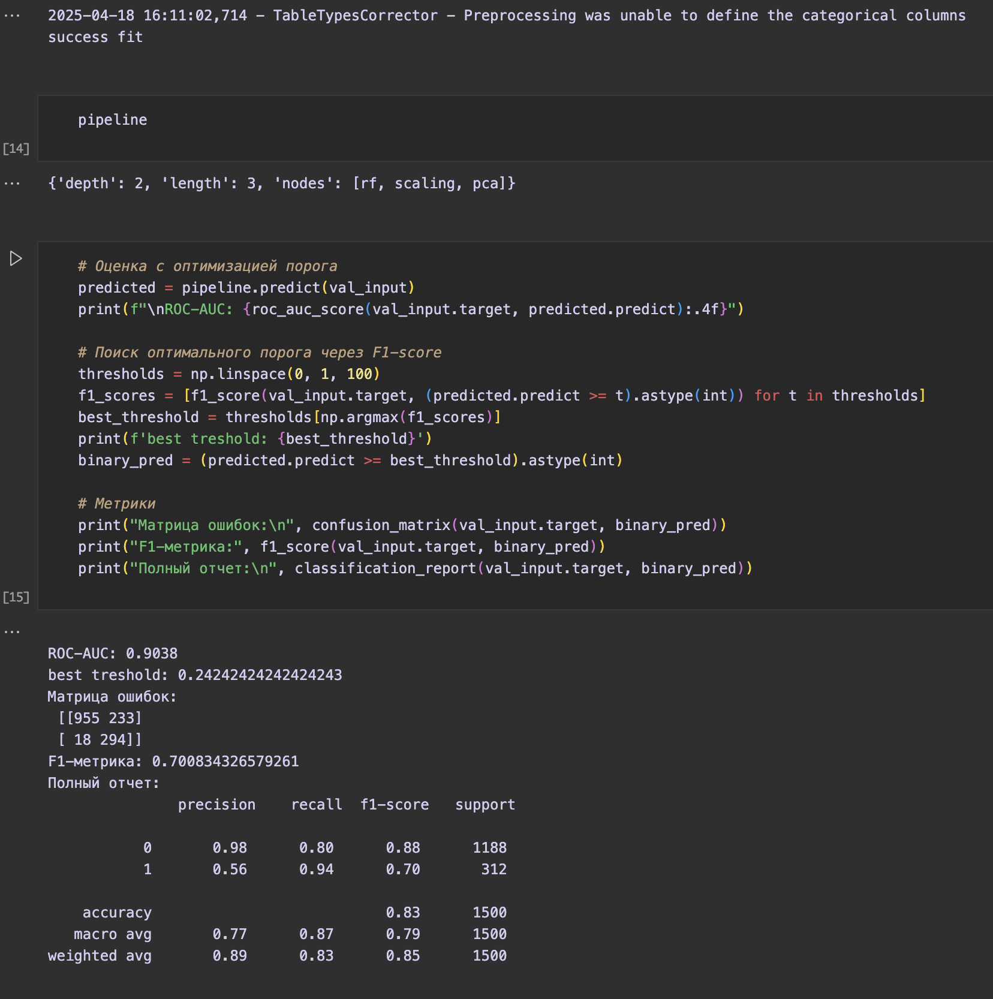 2025-04-18 16:11:02,714 - TableTypesCorrector - Preprocessing was unable to define the categorical columns
success fit
pipeline
[14]
{'depth': 2, 'length': 3, 'nodes': [rf, scaling, pca]}
# Оценка с оптимизацией порога
predicted = pipeline.predict(val_input)
print(f"\nROC-AUC: {roc_auc_score(val_input.target, predicted.predict):.4f}")
# Поиск оптимального порога через F1-score
thresholds = np.linspace(0, 1, 100)
f1_scores = [f1_score(val_input.target, (predicted.predict >= t).astype(int)) for t in thresholds]
best_threshold = thresholds[np.argmax(f1_scores)]
print(f'best treshold: {best_threshold}')
binary_pred = (predicted.predict >= best_threshold).astype(int)
# Метрики
print("Матрица ошибок:\n", confusion_matrix(val_input.target, binary_pred))
print("F1-метрика:", f1_score(val_input.target, binary_pred))
print("Полный отчет:\n", classification_report(val_input.target, binary_pred))
[15]
ROC-AUC: 0.9038
best treshold: 0.24242424242424243
Матрица ошибок:
[[955 233]
[ 18 294]]
F1-метрика: 0.700834326579261
Полный отчет:
precision recall f1-score support
0 0.98 0.80 0.88 1188
1 0.56 0.94 0.70 312
accuracy 0.83 1500
macro avg 0.77 0.87 0.79 1500
weighted avg 0.89 0.83 0.85 1500